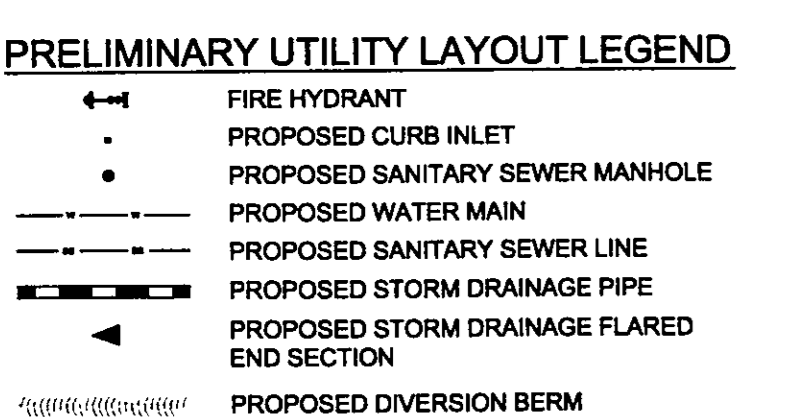 PRELIMINARY UTILITY LAYOUT LEGEND
FIRE HYDRANT
PROPOSED CURB INLET
PROPOSED SANITARY SEWER MANHOLE
PROPOSED WATER MAIN
PROPOSED SANITARY SEWER LINE
PROPOSED STORM DRAINAGE PIPE
PROPOSED STORM DRAINAGE FLARED
END SECTION
PROPOSED DIVERSION BERM